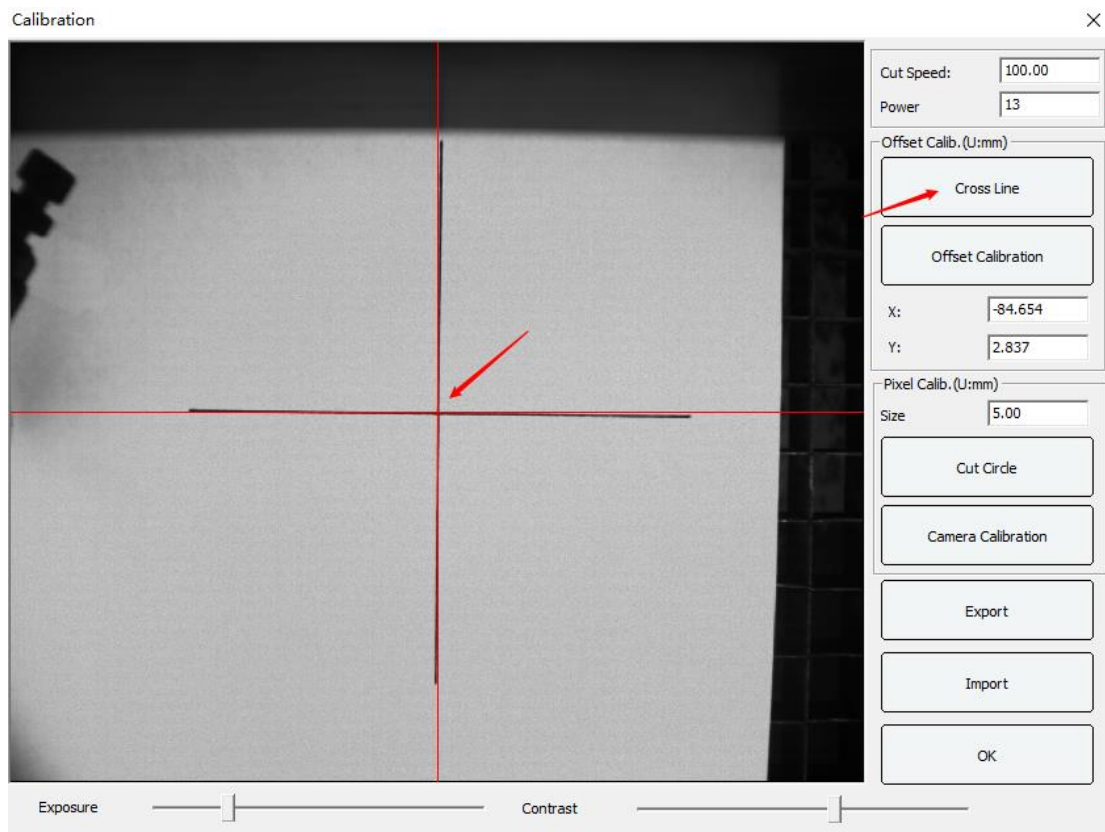 Calibration
Cut Speed: 100.00
Power 13
Offset Calib.(U:mm)
Cross Line
Offset Calibration
X: -84.654
Y: 2.837
Pixel Calib.(U:mm)
Size 5.00
Cut Circle
Camera Calibration
Export
Import
OK
Exposure Contrast